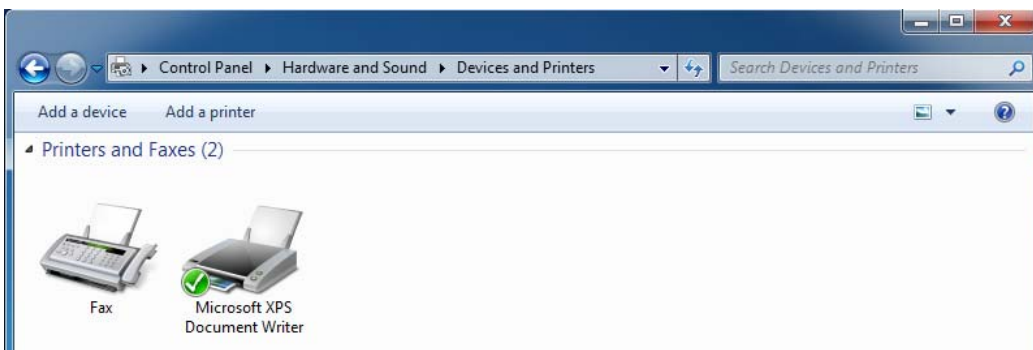 Control Panel ▸ Hardware and Sound ▸ Devices and Printers
Search Devices and Printers
Add a device Add a printer
Printers and Faxes (2)
Fax
Microsoft XPS
Document Writer